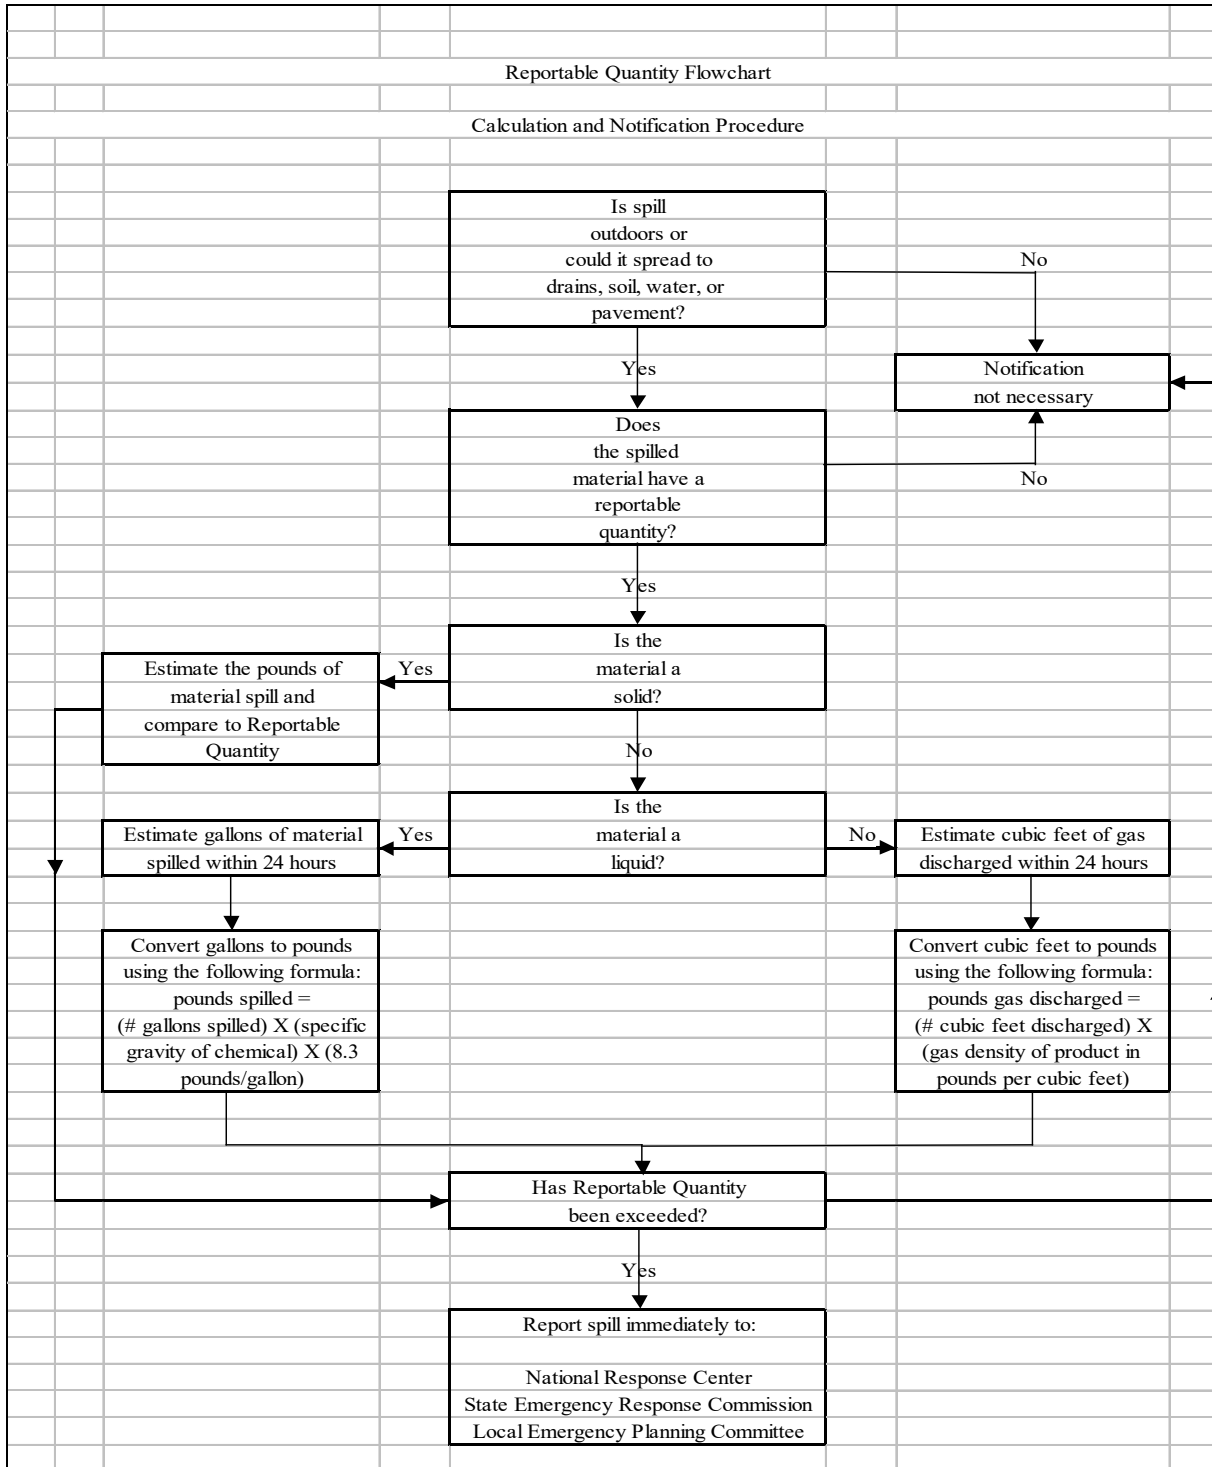 Reportable Quantity Flowchart
Calculation and Notification Procedure
Is spill
outdoors or
could it spread to
drains, soil, water, or
pavement?
No
Yes
Notification
not necessary
Does
the spilled
material have a
reportable
quantity?
No
Yes
Is the
material a
solid?
Yes
Estimate the pounds of
material spill and
compare to Reportable
Quantity
No
Is the
material a
liquid?
Yes
Estimate gallons of material
spilled within 24 hours
No
Estimate cubic feet of gas
discharged within 24 hours
Convert gallons to pounds
using the following formula:
pounds spilled =
(# gallons spilled) X (specific
gravity of chemical) X (8.3
pounds/gallon)
Convert cubic feet to pounds
using the following formula:
pounds gas discharged =
(# cubic feet discharged) X
(gas density of product in
pounds per cubic feet)
Has Reportable Quantity
been exceeded?
Yes
Report spill immediately to:
National Response Center
State Emergency Response Commission
Local Emergency Planning Committee